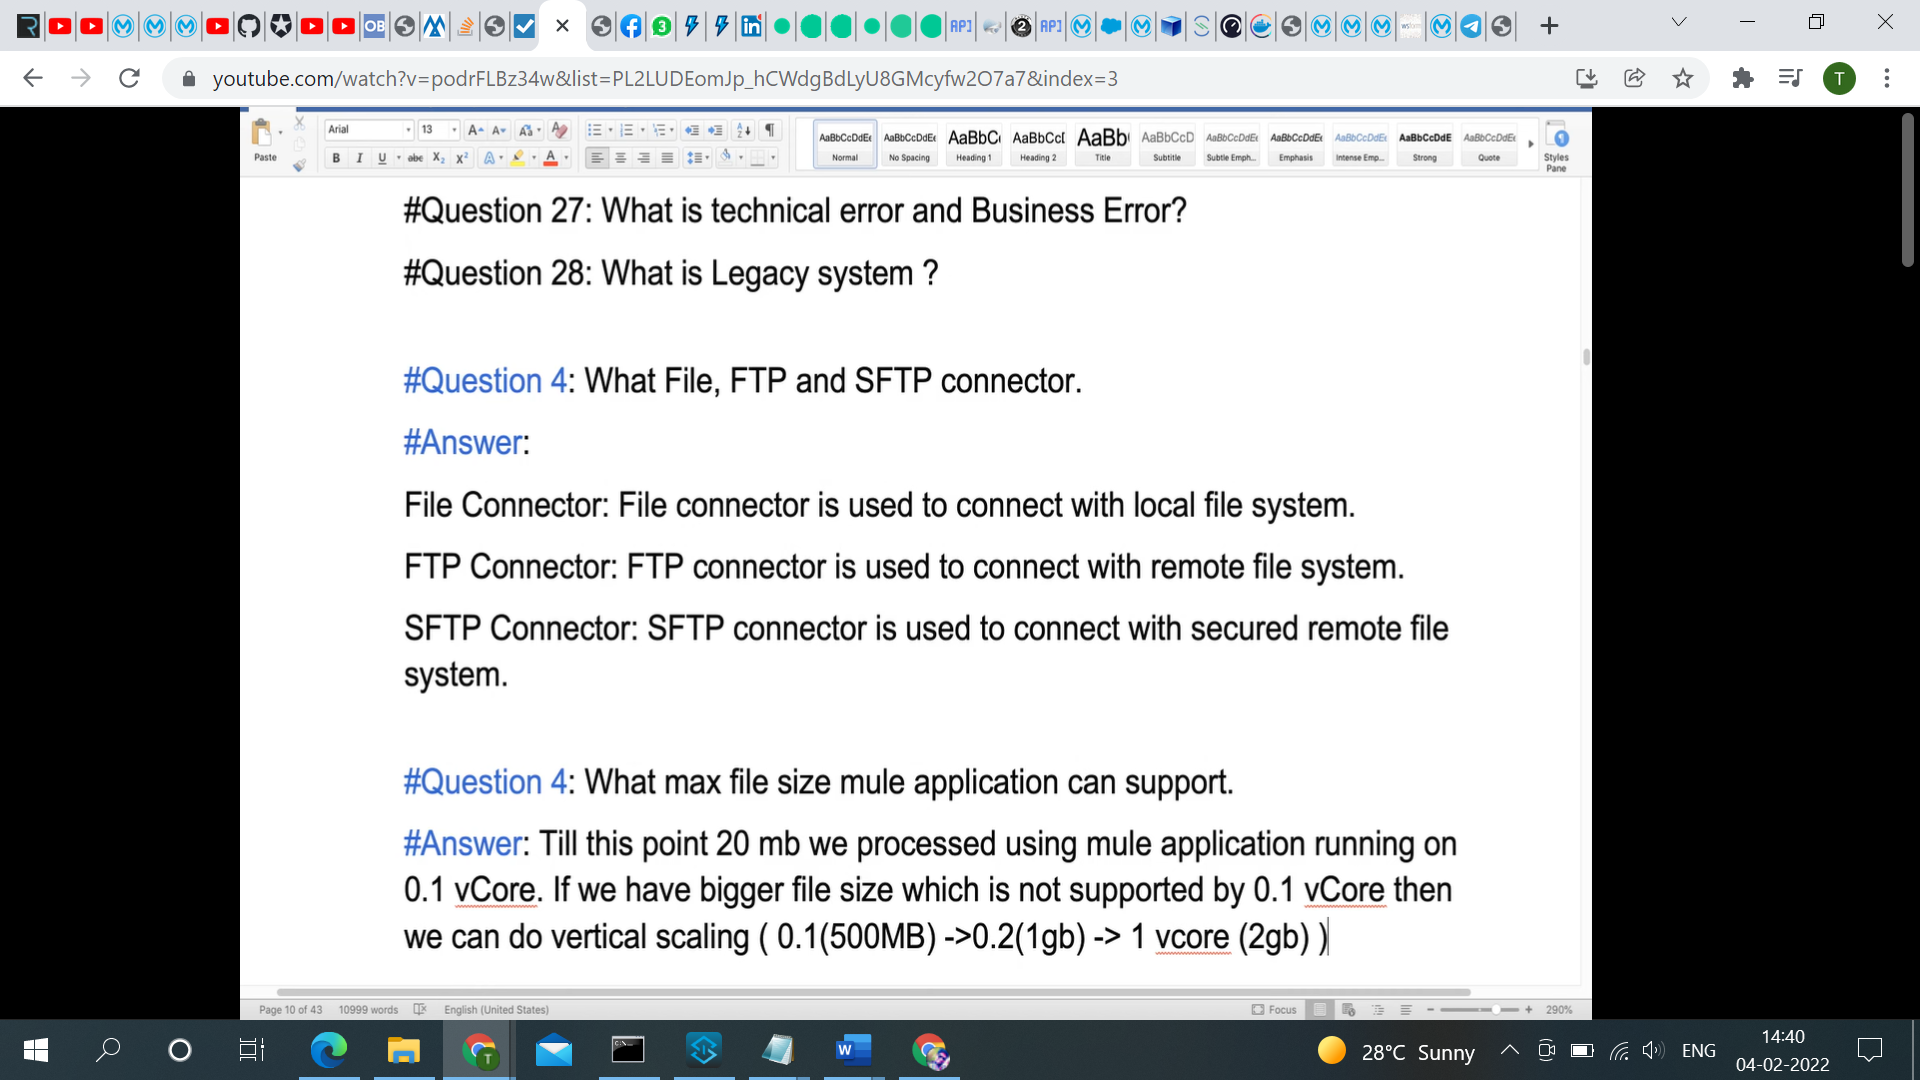 youtube.com/watch?v=podrFLBz34w&list=PL2LUDEomJp_hCWdgBdLyU8GMcyfw2O7a7&index=3
T
Paste
Arial
13
AaBbCcDdEe
Normal
AaBbCcDdEe
No Spacing
AaBbC
Heading 1
AaBbCcD
Heading 2
AaBb
Title
AaBbCcD
Subtitle
AaBbCcDdEe
Subtle Emph...
AaBbCcDdEe
Emphasis
AaBbCcDdEe
Intense Emp...
AaBbCcDdE
Strong
AaBbCcDdEe
Quote
Styles
Pane
#Question 27: What is technical error and Business Error?
#Question 28: What is Legacy system ?
#Question 4: What File, FTP and SFTP connector.
#Answer:
File Connector: File connector is used to connect with local file system.
FTP Connector: FTP connector is used to connect with remote file system.
SFTP Connector: SFTP connector is used to connect with secured remote file
system.
#Question 4: What max file size mule application can support.
#Answer: Till this point 20 mb we processed using mule application running on
0.1 vCore. If we have bigger file size which is not supported by 0.1 vCore then
we can do vertical scaling ( 0.1(500MB) ->0.2(1gb) -> 1 vcore (2gb) )
Page 10 of 43 10999 words English (United States) Focus 290%
28°C Sunny ENG
14:40
04-02-2022